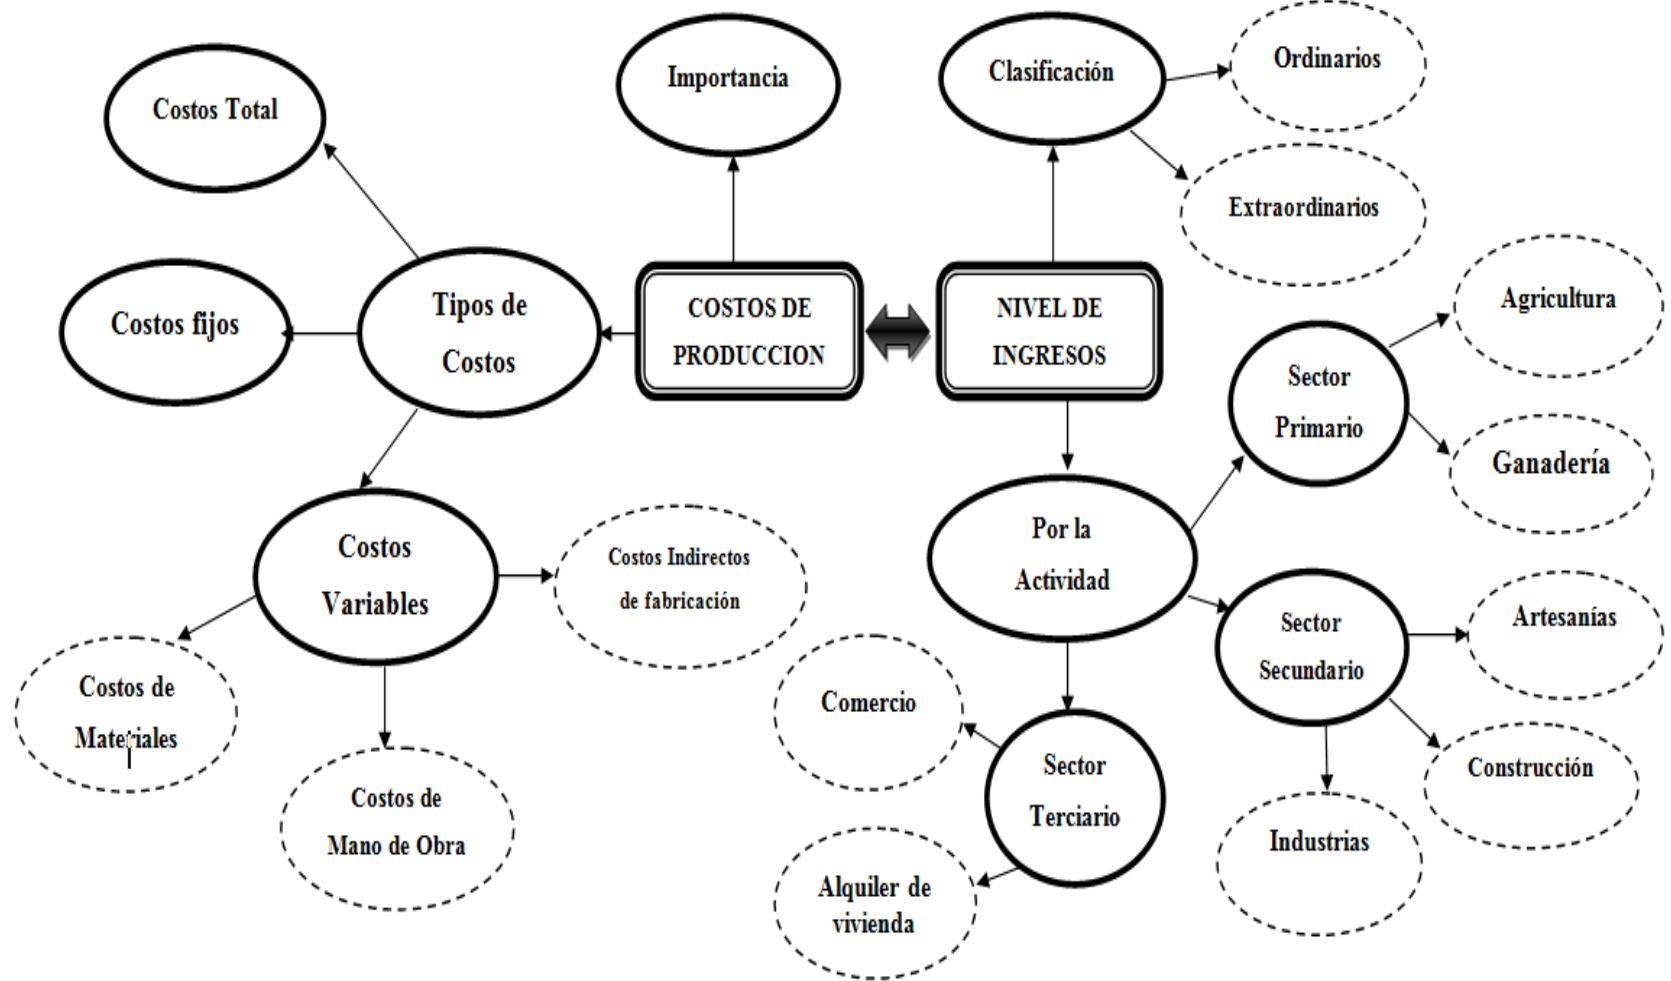 Costos Total
Importancia
Clasificación
Ordinarios
Extraordinarios
Costos fijos
Tipos de
Costos
COSTOS DE
PRODUCCION
NIVEL DE
INGRESOS
Sector
Primario
Agricultura
Ganadería
Costos
Variables
Costos Indirectos
de fabricación
Costos de
Materiales
Costos de
Mano de Obra
Por la
Actividad
Sector
Secundario
Artesanías
Construcción
Industrias
Comercio
Sector
Terciario
Alquiler de
vivienda